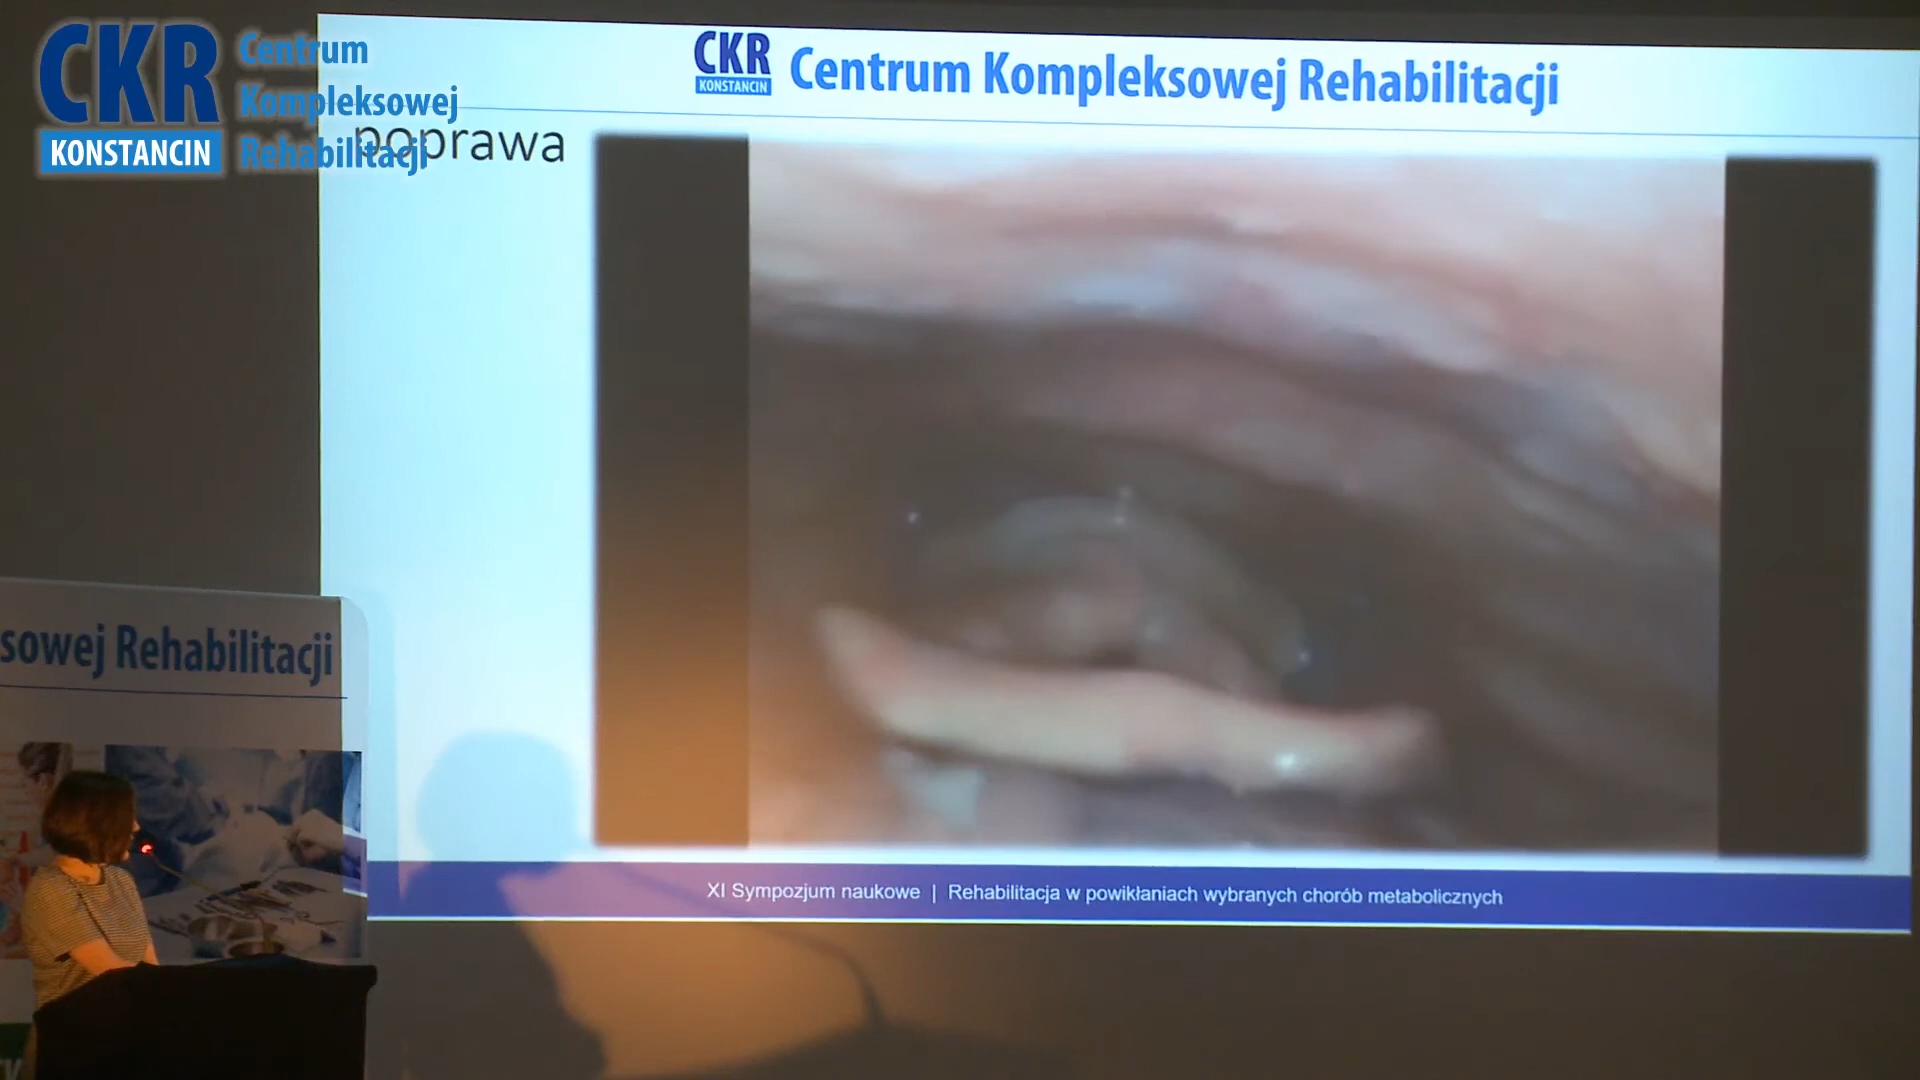 CKR
KONSTANCIN
Centrum
Kompleksowej
Rehabilitacji
CKR
KONSTANCIN
Centrum Kompleksowej Rehabilitacji
poprawa
sowej Rehabilitacji
XI Sympozjum naukowe | Rehabilitacja w powikłaniach wybranych chorób metabolicznych